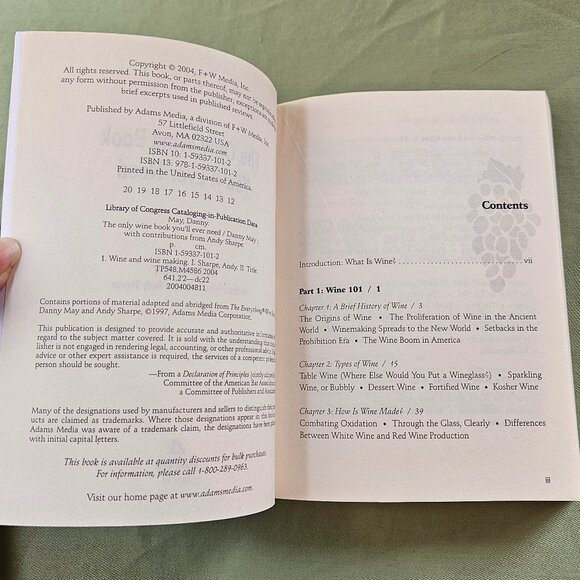 Copyright © 2004, F+W Media, Inc.
All rights reserved. This book, or parts thereof, may not be reproduced in
any form without permission from the publisher; exceptions are made for
brief excerpts used in published reviews.
Published by Adams Media, a division of F+W Media, Inc.
57 Littlefield Street
Avon, MA 02322 USA
www.adamsmedia.com
ISBN 10: 1-59337-101-2
ISBN 13: 978-1-59337-101-2
Printed in the United States of America.
20 19 18 17 16 15 14 13 12
Library of Congress Cataloging-in-Publication Data
May, Danny.
The only wine book you'll ever need / Danny May ;
with contributions from Andy Sharpe.
p. cm.
ISBN 1-59337-101-2
1. Wine and wine making. I. Sharpe, Andy. II. Title
TP548.M4586 2004
641.2'2—dc22
2004004811
Contains portions of material adapted and abridged from The Everything®
Danny May and Andy Sharpe, ©1997, Adams Media Corporation.
This publication is designed to provide accurate and authoritative
regard to the subject matter covered. It is sold with the understanding
lisher is not engaged in rendering legal, accounting, or other professional
advice or other expert assistance is required, the services of a competent
person should be sought.
—From a Declaration of Principles jointly adopted
Committee of the American Bar Association
a Committee of Publishers and
Many of the designations used by manufacturers and sellers to distinguish their
ucts are claimed as trademarks. Where those designations appear in this book
Adams Media was aware of a trademark claim, the designations have been
with initial capital letters.
This book is available at quantity discounts for bulk purchases.
For information, please call 1-800-289-0963.
Visit our home page at www.adamsmedia.com.
Contents
Introduction: What Is Wine? vii
Part 1: Wine 101 / 1
Chapter 1: A Brief History of Wine / 3
The Origins of Wine • The Proliferation of Wine in the Ancient
World • Winemaking Spreads to the New World • Setbacks in the
Prohibition Era • The Wine Boom in America
Chapter 2: Types of Wine / 15
Table Wine (Where Else Would You Put a Wineglass?) • Sparkling
Wine, or Bubbly • Dessert Wine • Fortified Wine • Kosher Wine
Chapter 3: How Is Wine Made? / 39
Combating Oxidation • Through the Glass, Clearly • Differences
Between White Wine and Red Wine Production
iii